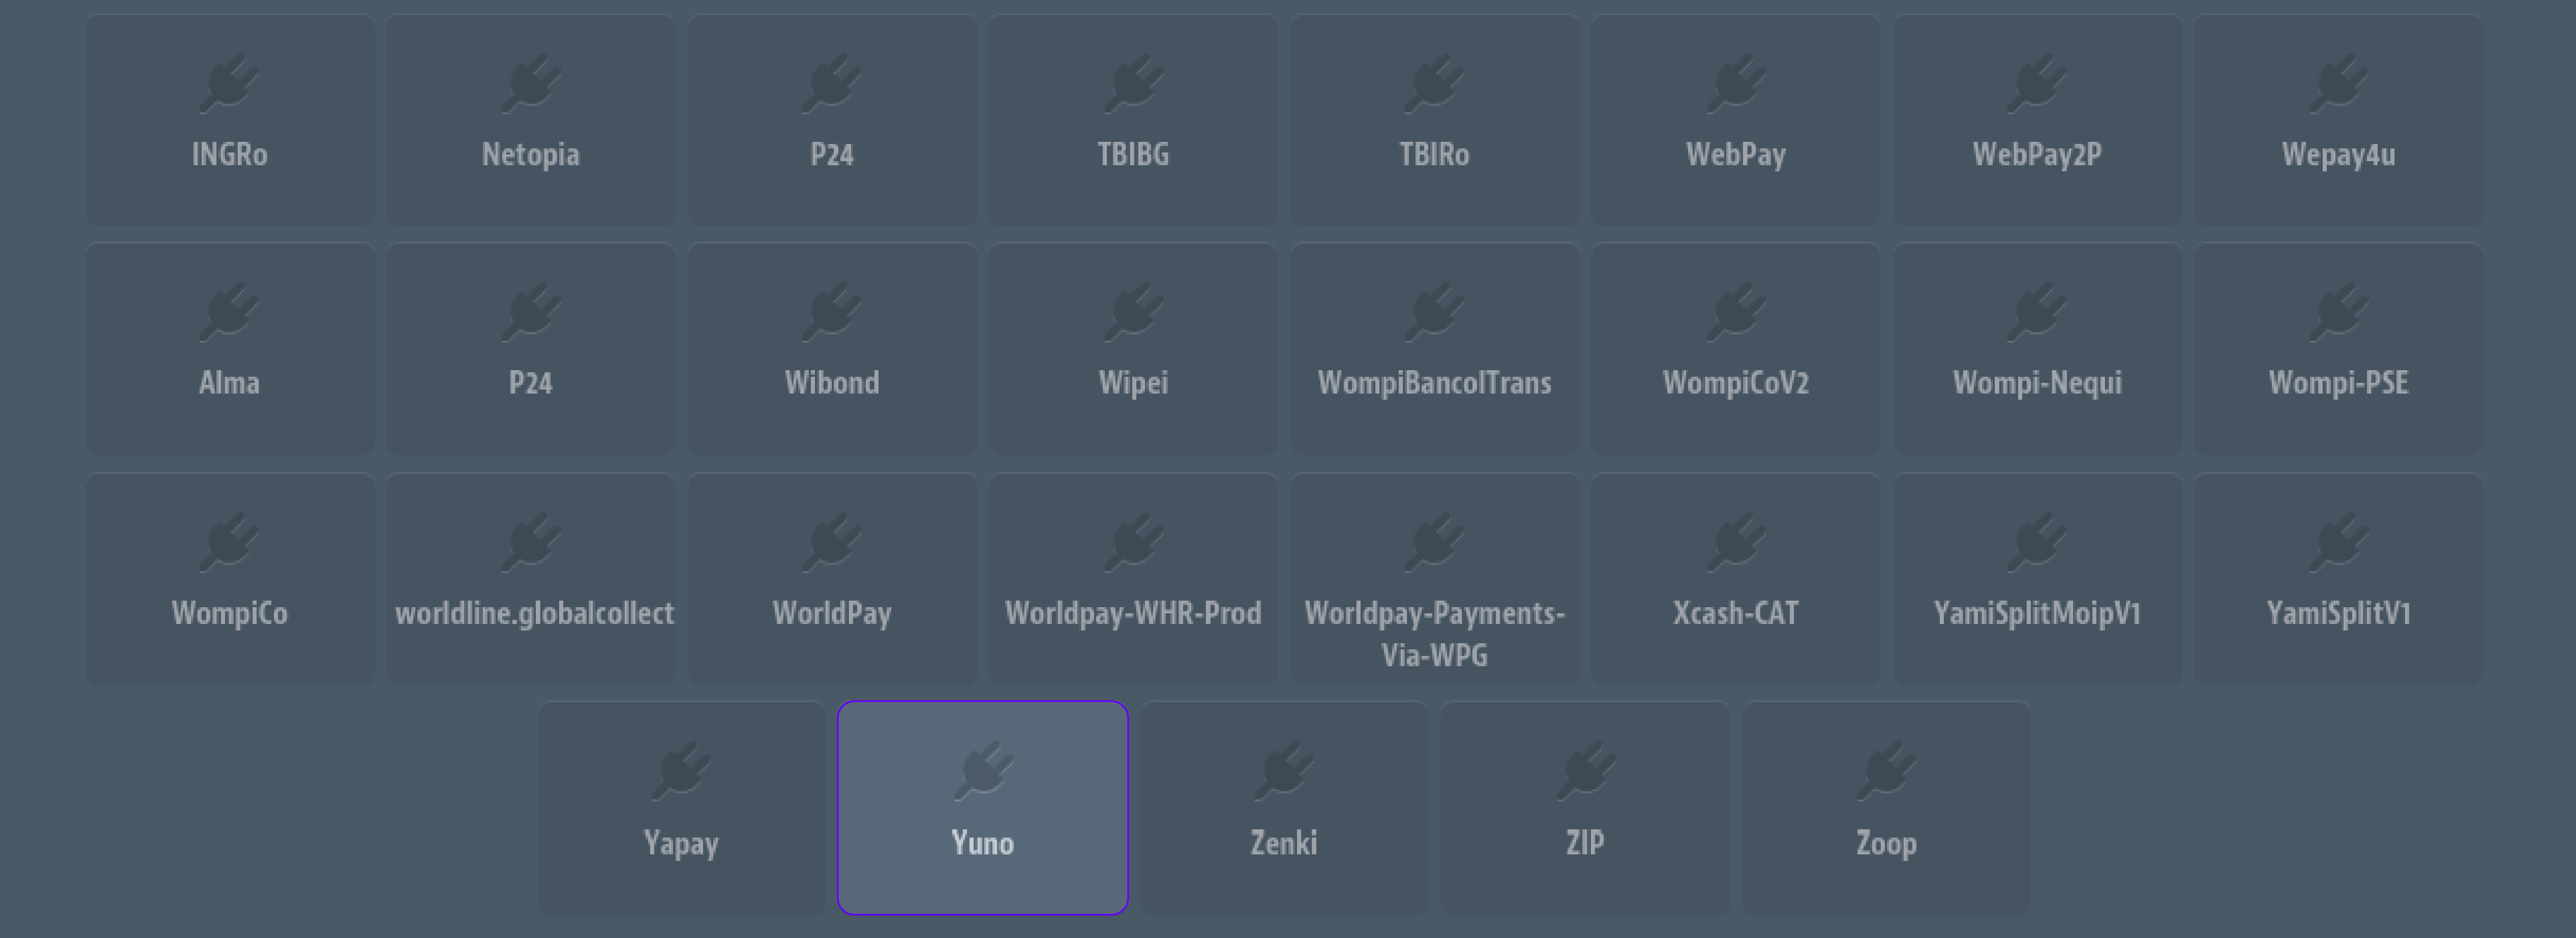 INGRo
Netopia
P24
TBIBG
TBIRo
WebPay
WebPay2P
Wepay4u
Alma
P24
Wibond
Wipei
WompiBancolTrans
WompiCoV2
Wompi-Nequi
Wompi-PSE
WompiCo
worldline.globalcollect
WorldPay
Worldpay-WHR-Prod
Worldpay-Payments-
Via-WPG
Xcash-CAT
YamiSplitMoipV1
YamiSplitV1
Yapay
Yuno
Zenki
ZIP
Zoop